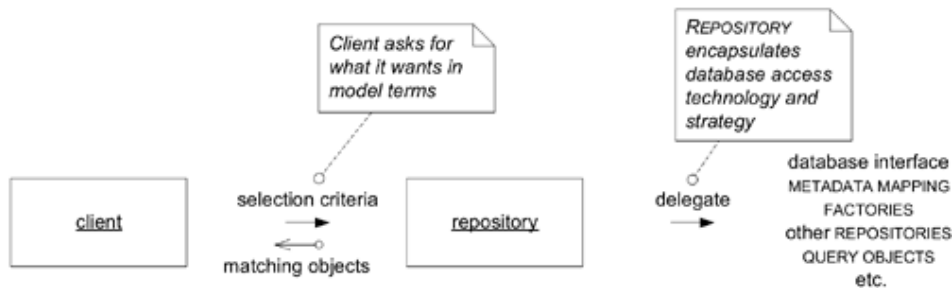 Client asks for
what it wants in
model terms
REPOSITORY
encapsulates
database access
technology and
strategy
client
selection criteria
matching objects
repository
delegate
database interface
METADATA MAPPING
FACTORIES
other REPOSITORIES
QUERY OBJECTS
etc.